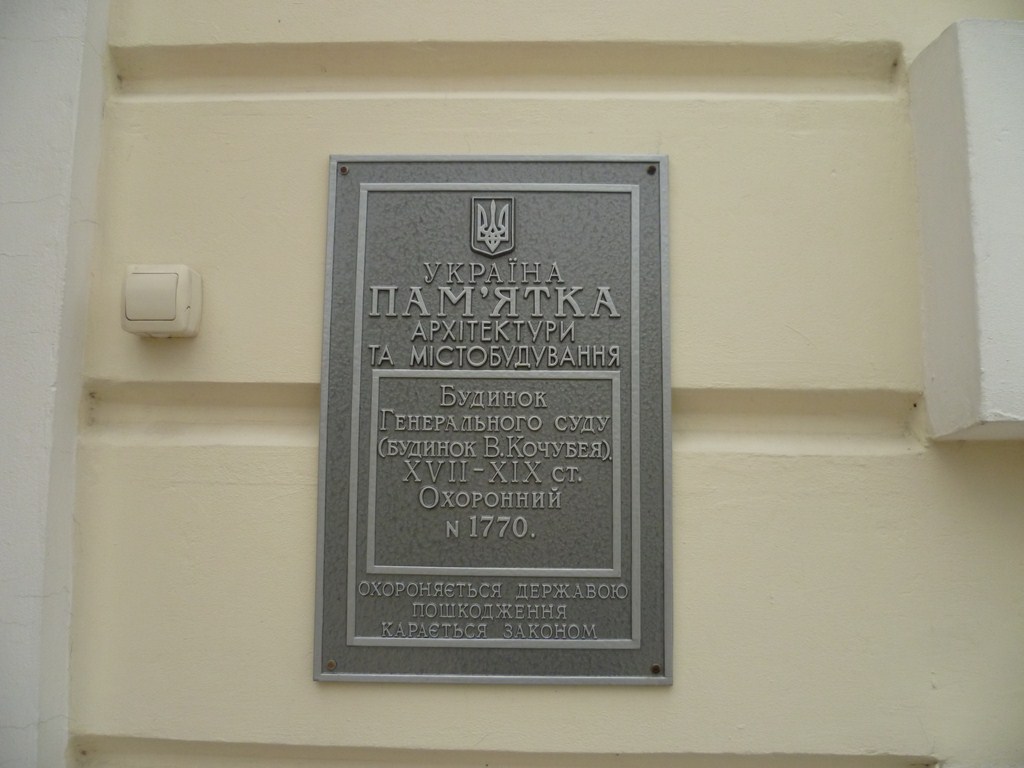 УКРАЇНА
ПАМ'ЯТКА
АРХІТЕКТУРИ
ТА МІСТОБУДУВАННЯ
Будинок
Генерального суду
(будинок В.Кочубея),
XVII-XIX ст.
Охоронний
N 1770.
ОХОРОНЯЄТЬСЯ ДЕРЖАВОЮ
ПОШКОДЖЕННЯ
КАРАЄТЬСЯ ЗАКОНОМ